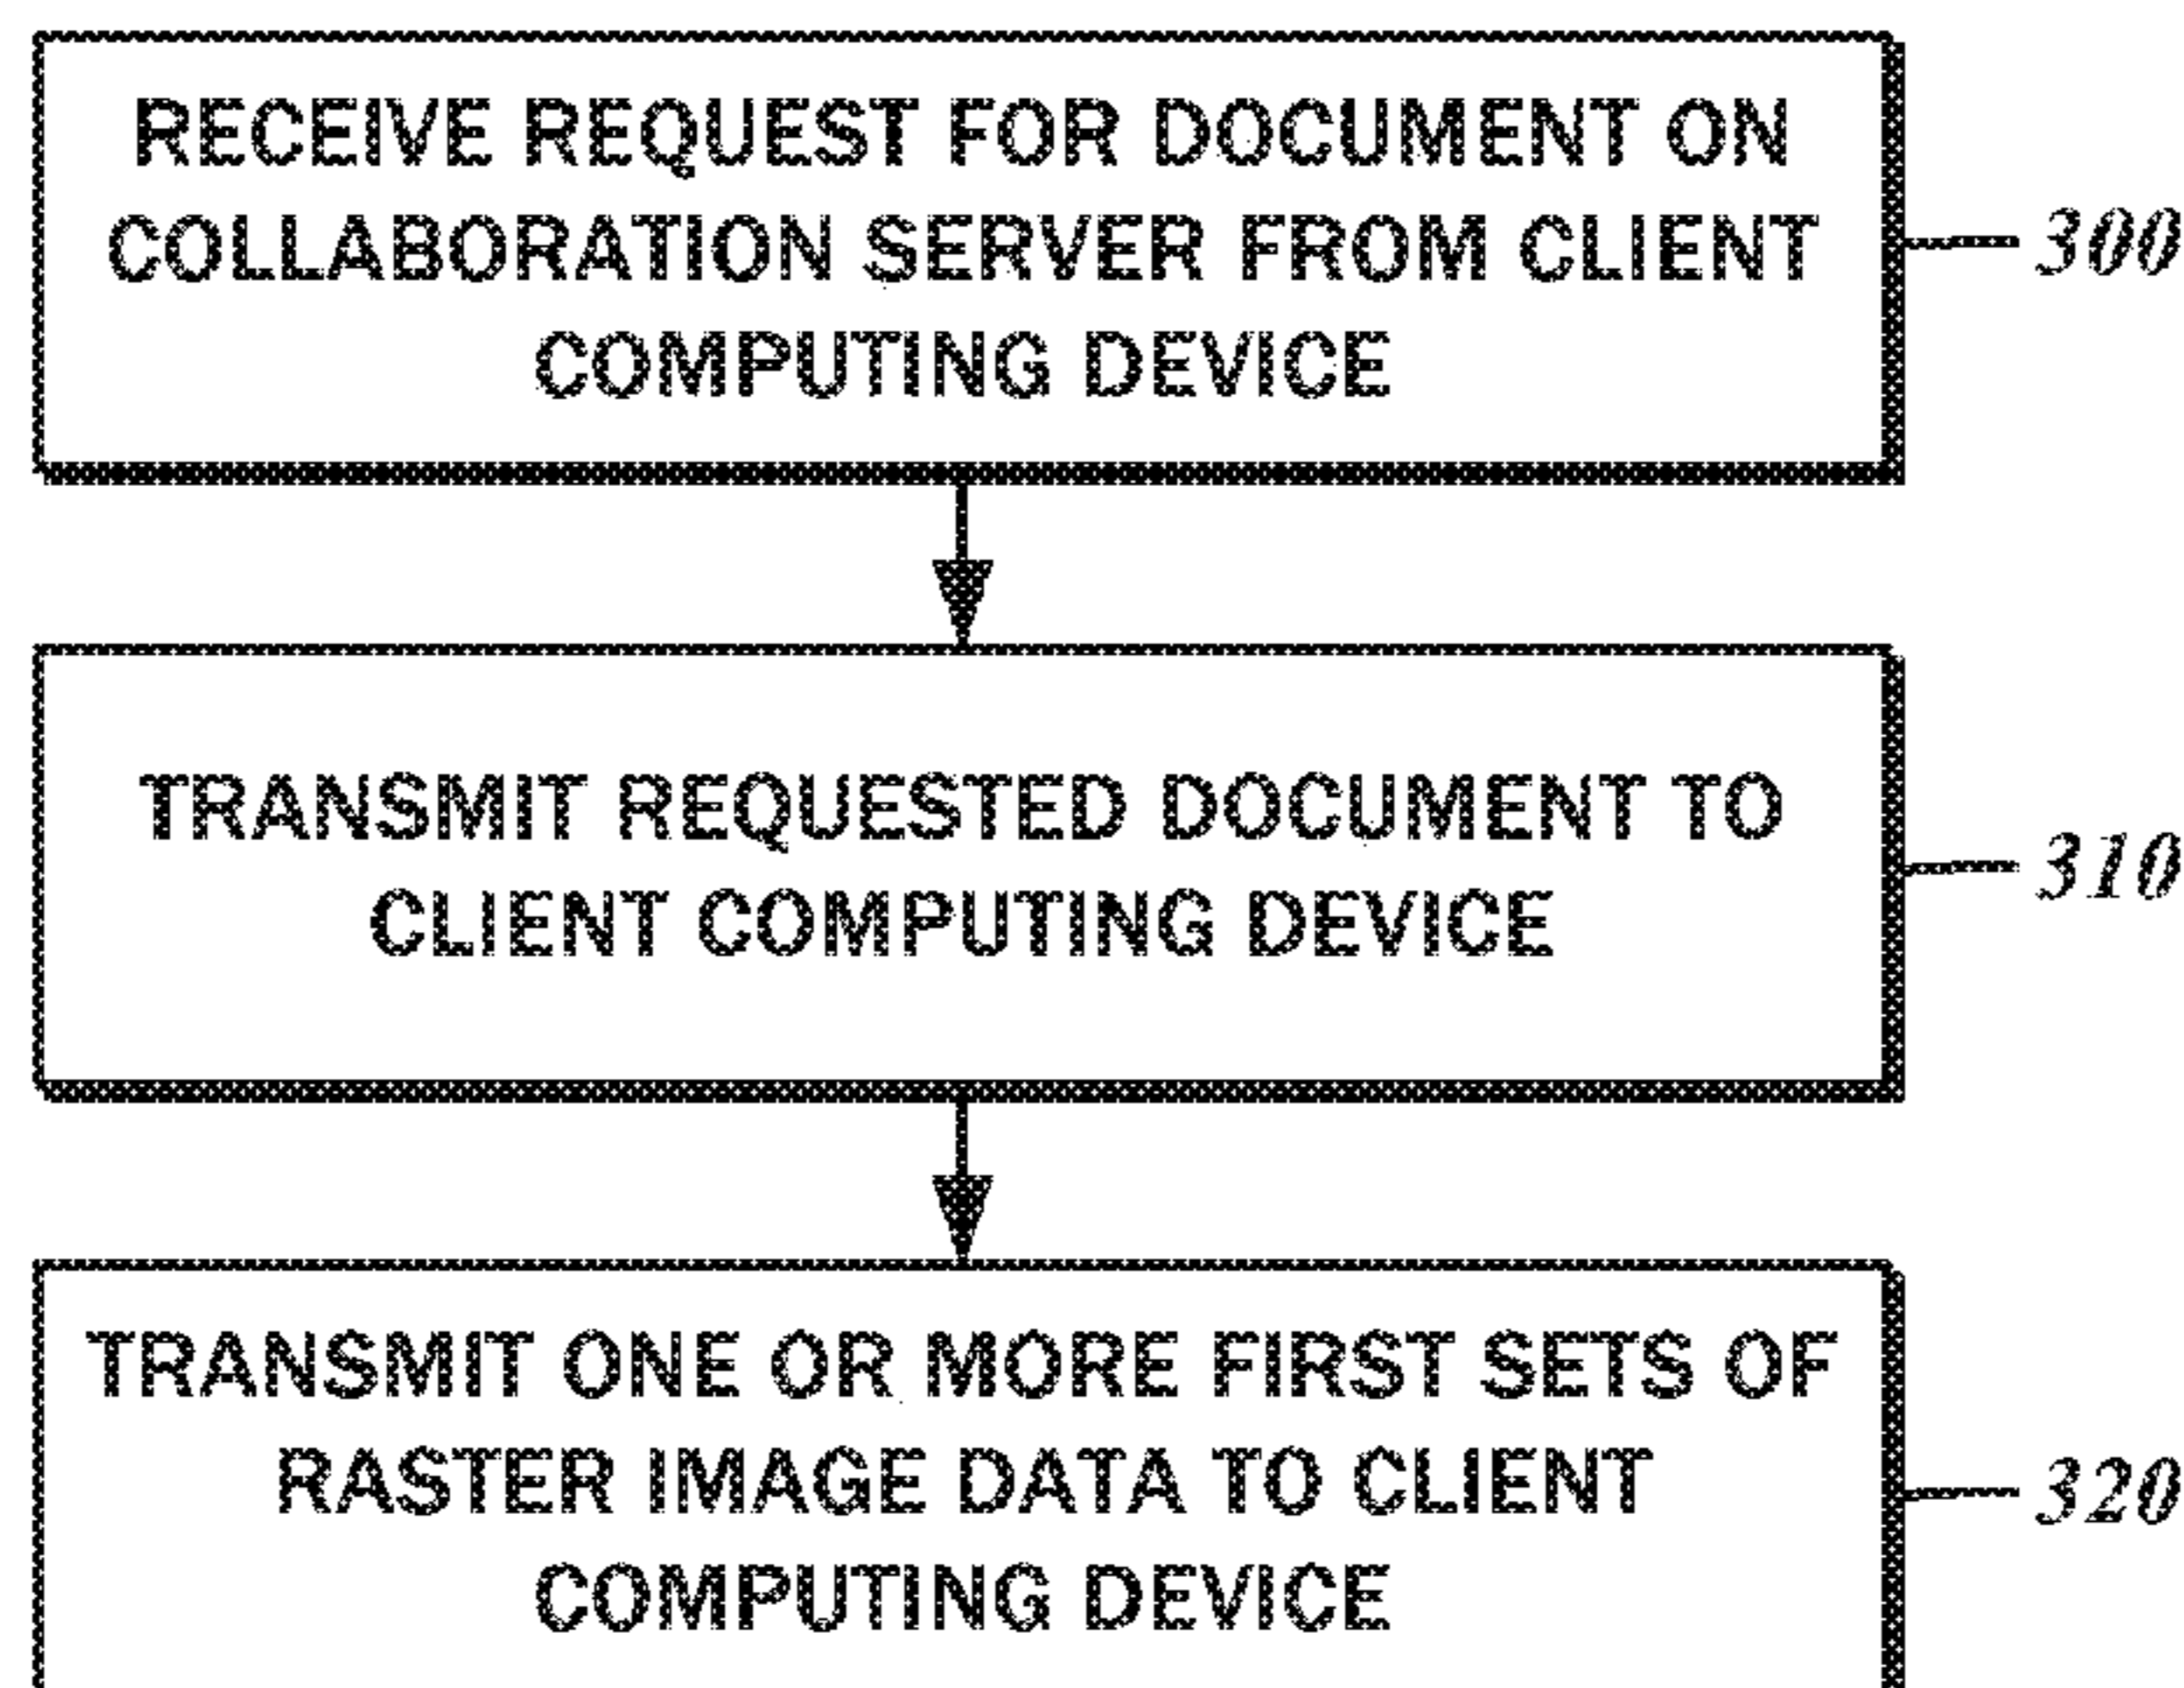 RECEIVE REQUEST FOR DOCUMENT ON
COLLABORATION SERVER FROM CLIENT
COMPUTING DEVICE
300
TRANSMIT REQUESTED DOCUMENT TO
CLIENT COMPUTING DEVICE
310
TRANSMIT ONE OR MORE FIRST SETS OF
RASTER IMAGE DATA TO CLIENT
COMPUTING DEVICE
320